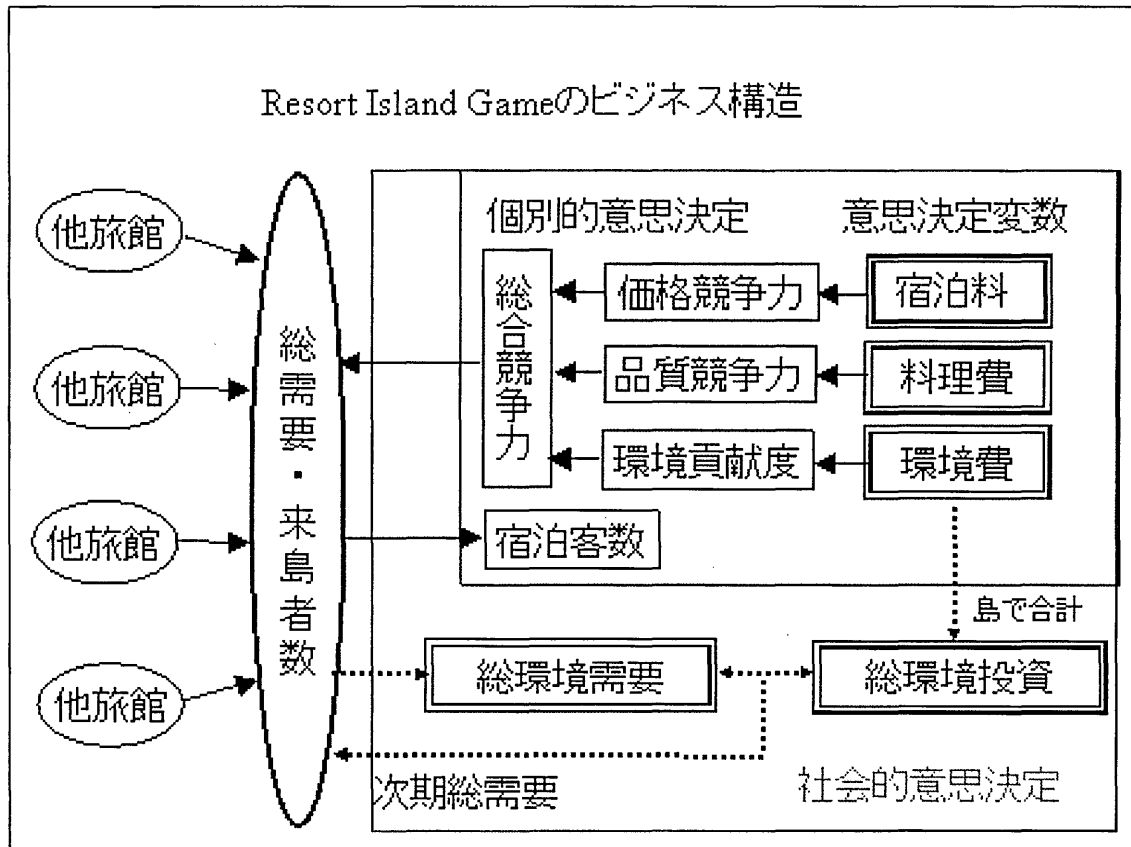 Resort Island Gameのビジネス構造
他旅館
他旅館
他旅館
他旅館
総需要・来島者数
個別的意思決定
意思決定変数
総合競争力
価格競争力
宿泊料
品質競争力
料理費
環境貢献度
環境費
宿泊客数
島で合計
総環境需要
総環境投資
次期総需要
社会的意思決定